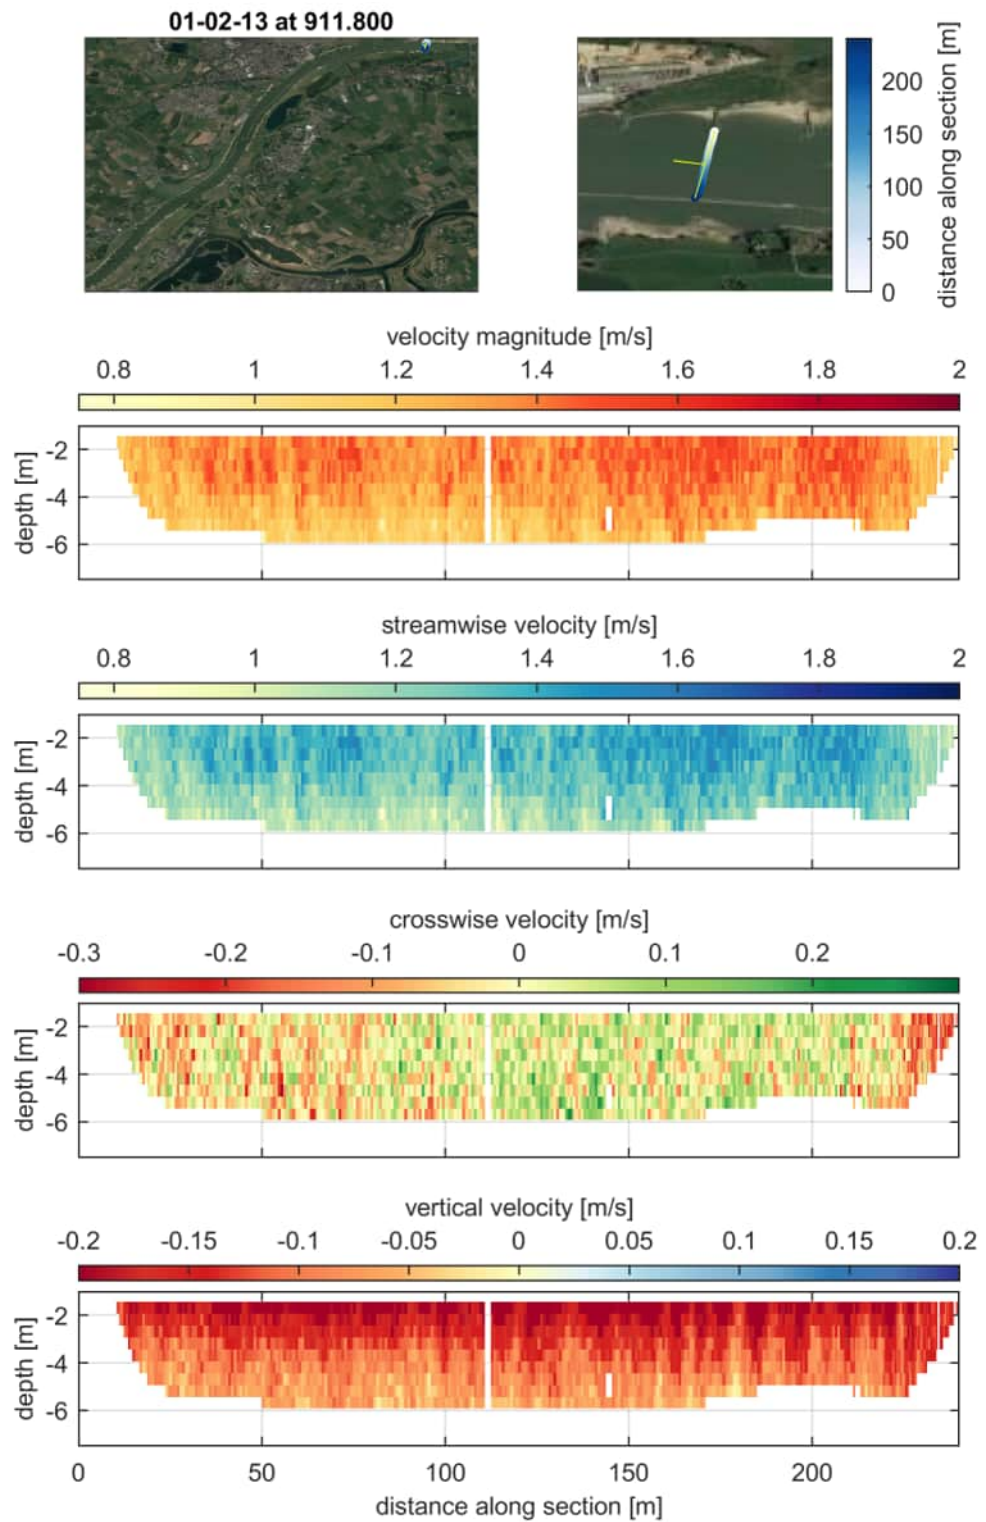 01-02-13 at 911.800
distance along section [m]
200
150
100
50
0
velocity magnitude [m/s]
0.8 1 1.2 1.4 1.6 1.8 2
depth [m]
-2
-4
-6
streamwise velocity [m/s]
0.8 1 1.2 1.4 1.6 1.8 2
depth [m]
-2
-4
-6
crosswise velocity [m/s]
-0.3 -0.2 -0.1 0 0.1 0.2
depth [m]
-2
-4
-6
vertical velocity [m/s]
-0.2 -0.15 -0.1 -0.05 0 0.05 0.1 0.15 0.2
depth [m]
-2
-4
-6
0 50 100 150 200
distance along section [m]